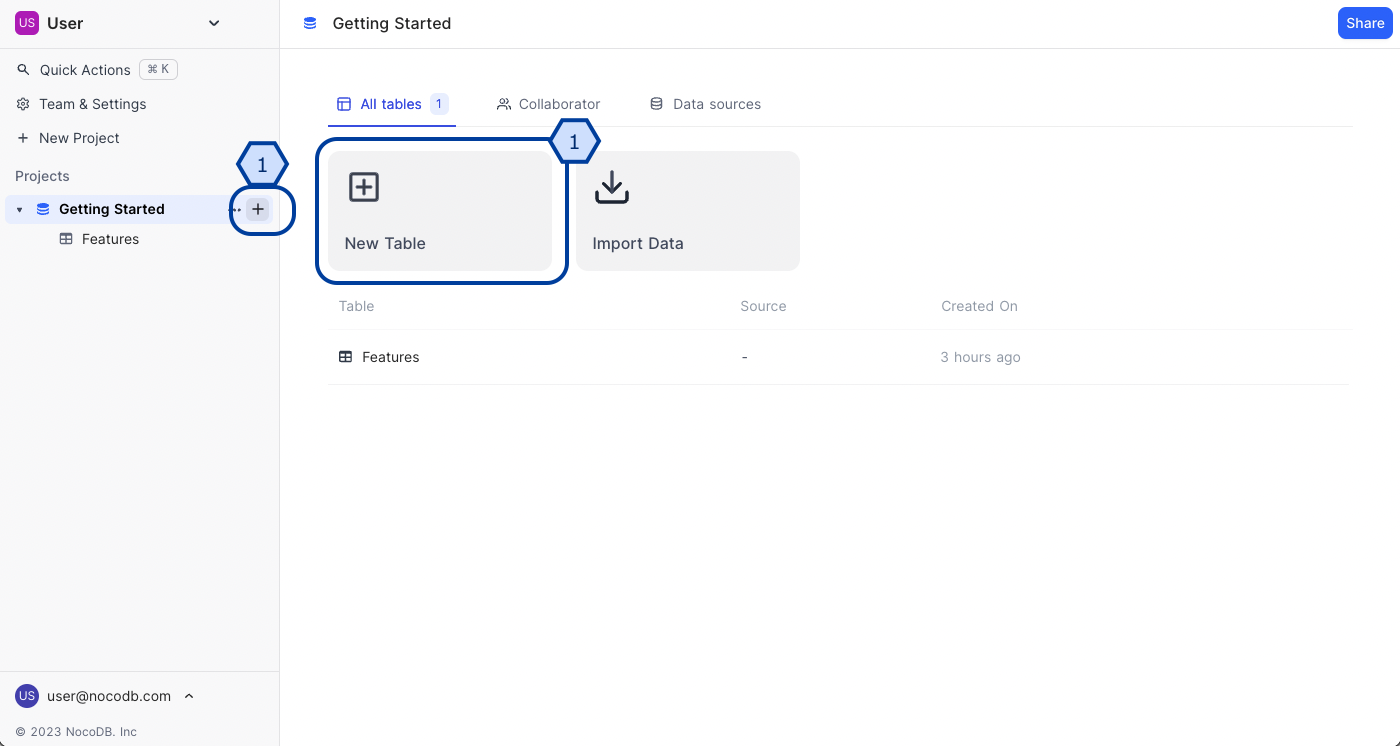 US User
Getting Started
Share
Quick Actions ⌘ K
Team & Settings
New Project
1
Projects
Getting Started
Features
All tables 1
Collaborator
Data sources
1
New Table
Import Data
Table Source Created On
Features - 3 hours ago
US user@nocodb.com
© 2023 NocoDB. Inc